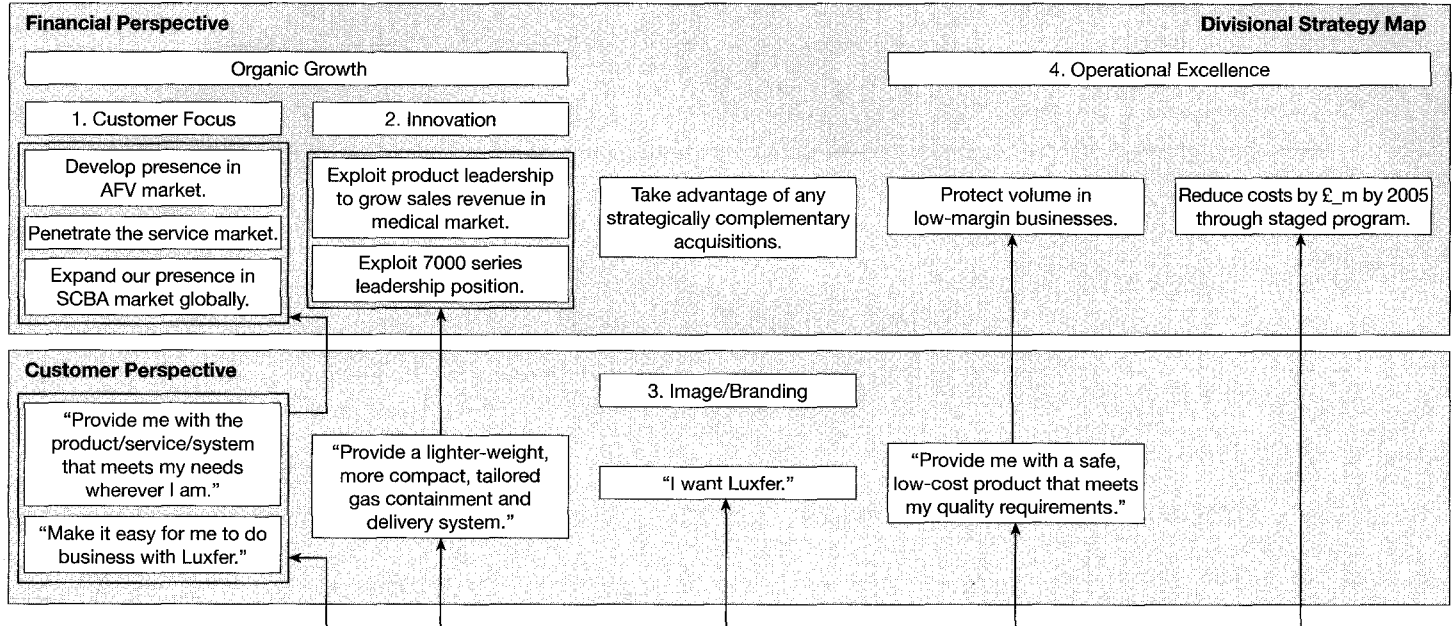 Financial Perspective
Divisional Strategy Map
Organic Growth
4. Operational Excellence
1. Customer Focus
2. Innovation
Develop presence in
AFV market.
Penetrate the service market.
Expand our presence in
SCBA market globally.
Exploit product leadership
to grow sales revenue in
medical market.
Exploit 7000 series
leadership position.
Take advantage of any
strategically complementary
acquisitions.
Protect volume in
low-margin businesses.
Reduce costs by £_m by 2005
through staged program.
Customer Perspective
3. Image/Branding
“Provide me with the
product/service/system
that meets my needs
wherever I am.”
“Make it easy for me to do
business with Luxfer.”
“Provide a lighter-weight,
more compact, tailored
gas containment and
delivery system.”
“I want Luxfer.”
“Provide me with a safe,
low-cost product that meets
my quality requirements.”